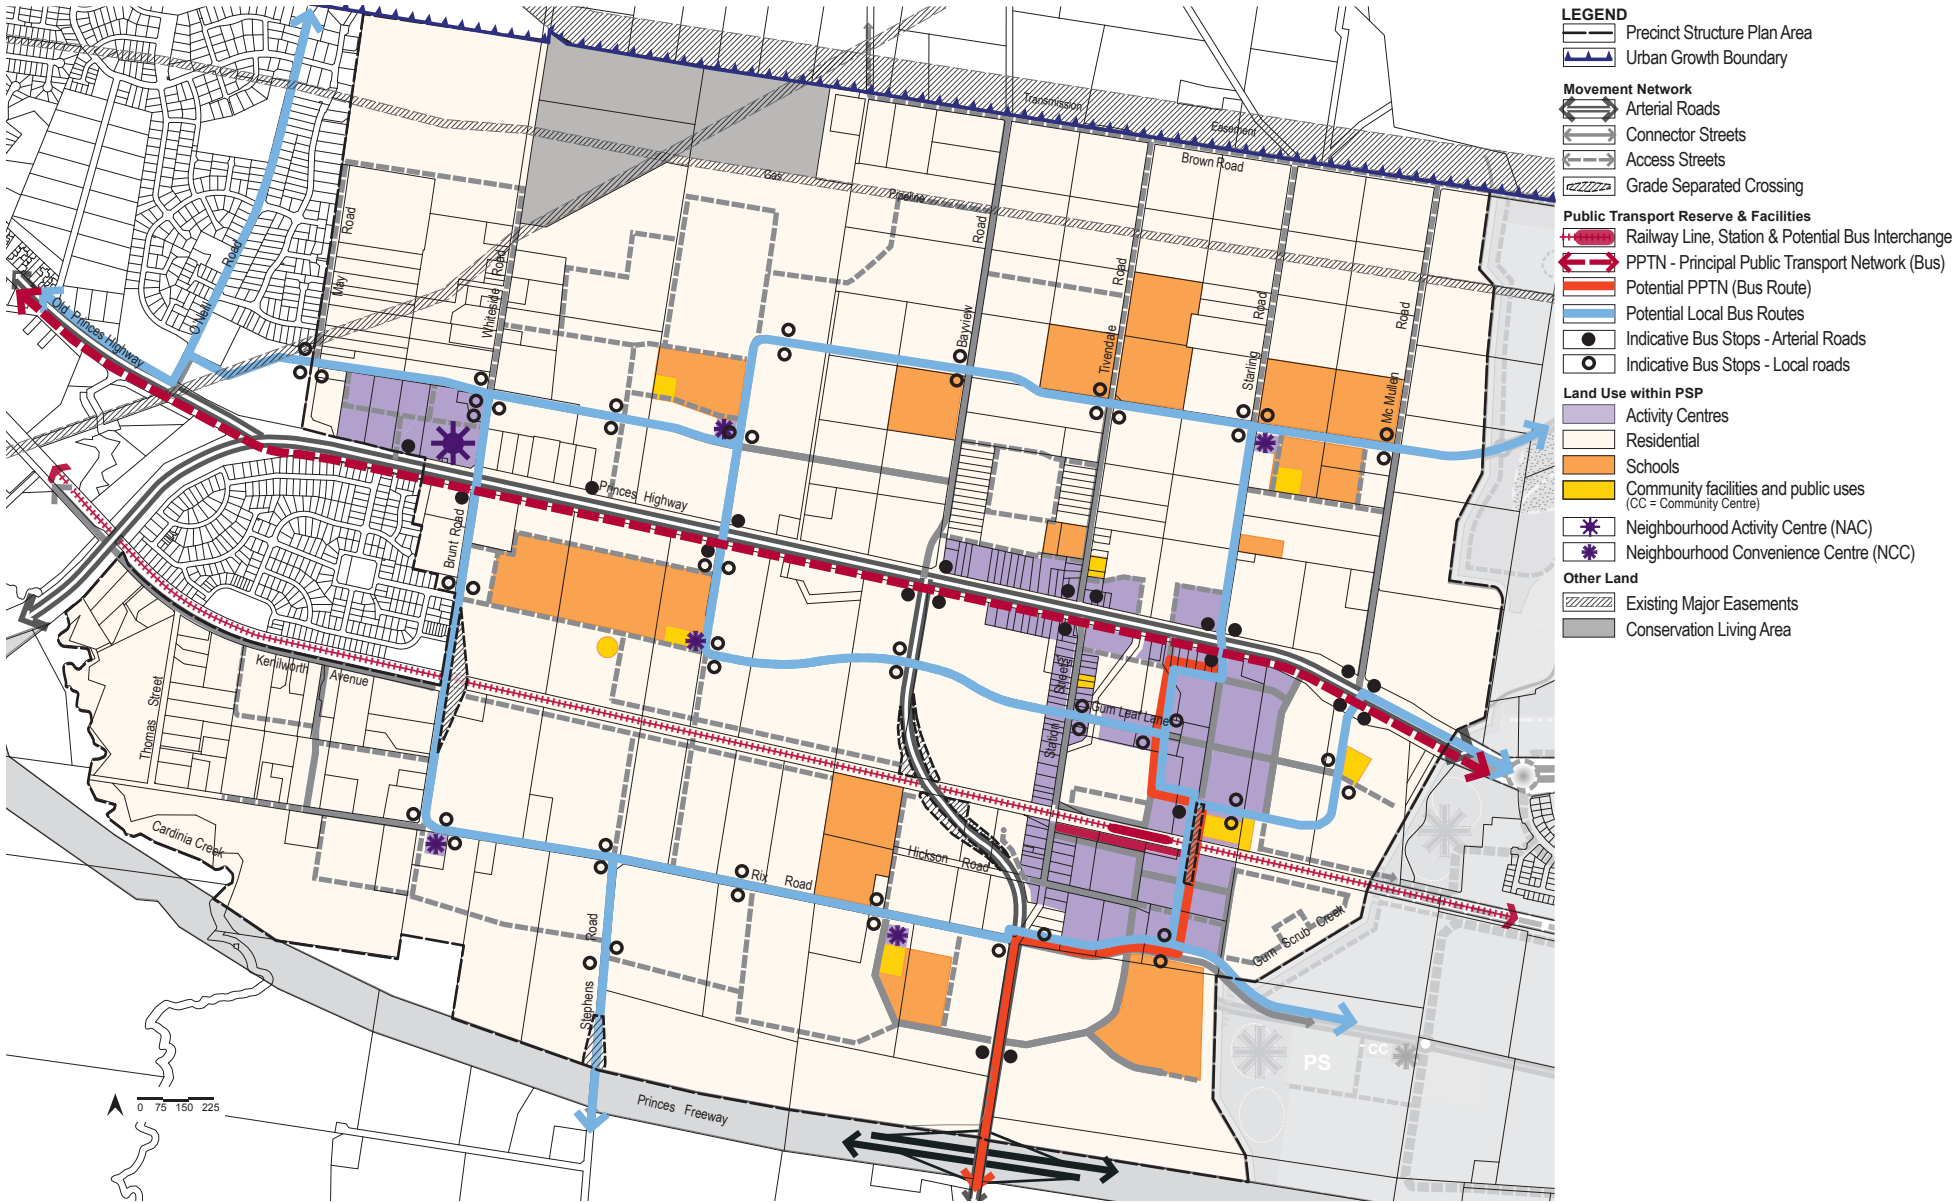 LEGEND
Precinct Structure Plan Area
Urban Growth Boundary
Movement Network
Arterial Roads
Connector Streets
Access Streets
Grade Separated Crossing
Public Transport Reserve & Facilities
Railway Line, Station & Potential Bus Interchange
PPTN - Principal Public Transport Network (Bus)
Potential PPTN (Bus Route)
Potential Local Bus Routes
Indicative Bus Stops - Arterial Roads
Indicative Bus Stops - Local roads
Land Use within PSP
Activity Centres
Residential
Schools
Community facilities and public uses
(CC = Community Centre)
Neighbourhood Activity Centre (NAC)
Neighbourhood Convenience Centre (NCC)
Other Land
Existing Major Easements
Conservation Living Area
Transmission
Easement
Brown Road
Gas
Pipeline
May Road
Whiteside Road
O'Neil Road
Old Princes Highway
Bayview Road
Tivendale Road
Starling Road
Mc Mullen Road
Princes Highway
Brunt Road
Kenilworth Avenue
Thomas Street
Station Street
Gum Leaf Lane
Cardinia Creek
Hickson Road
Rix Road
Stephens Road
Gum Scrub Creek
Princes Freeway
PS
CC
0 75 150 225